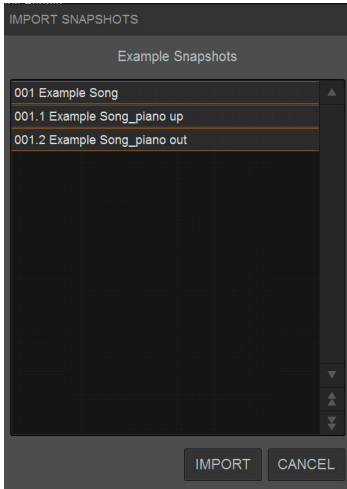 IMPORT SNAPSHOTS
Example Snapshots
001 Example Song
001.1 Example Song_piano up
001.2 Example Song_piano out
IMPORT CANCEL